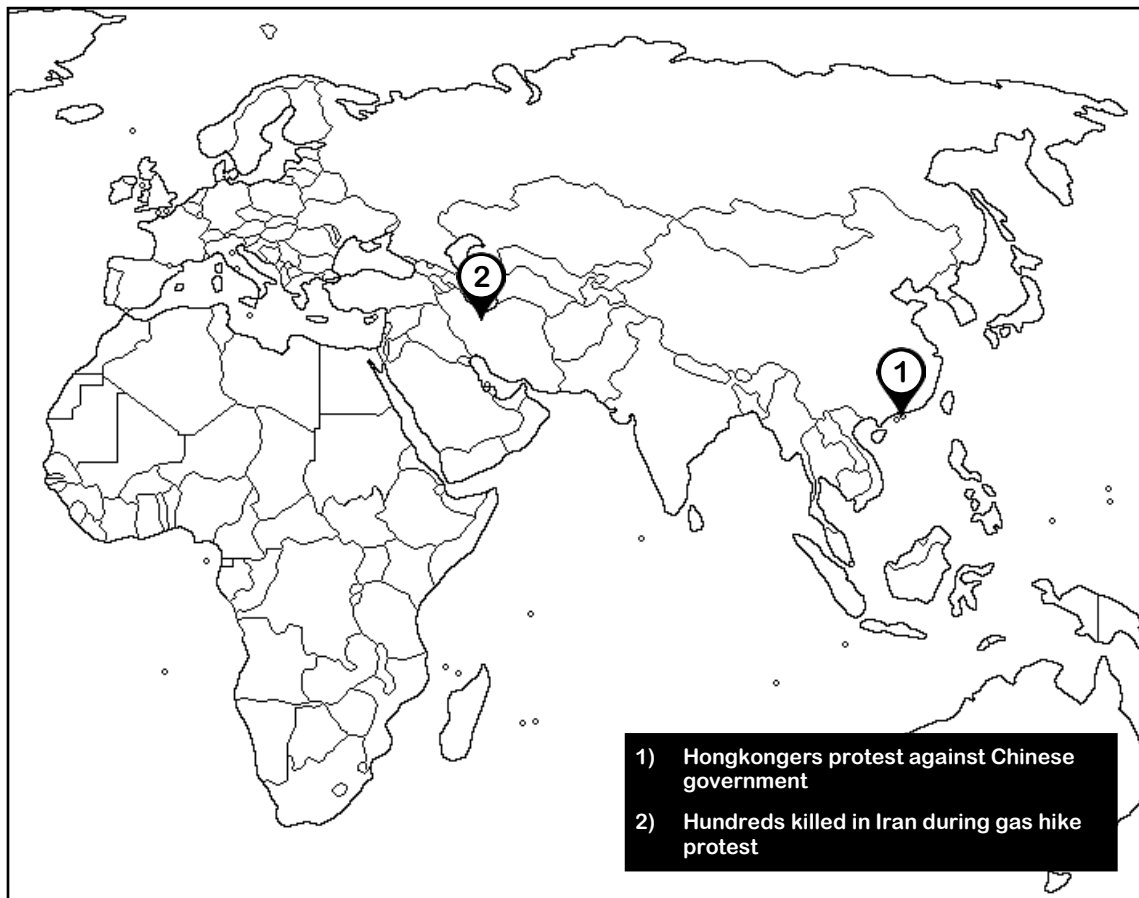 2
1
1) Hongkongers protest against Chinese
government
2) Hundreds killed in Iran during gas hike
protest